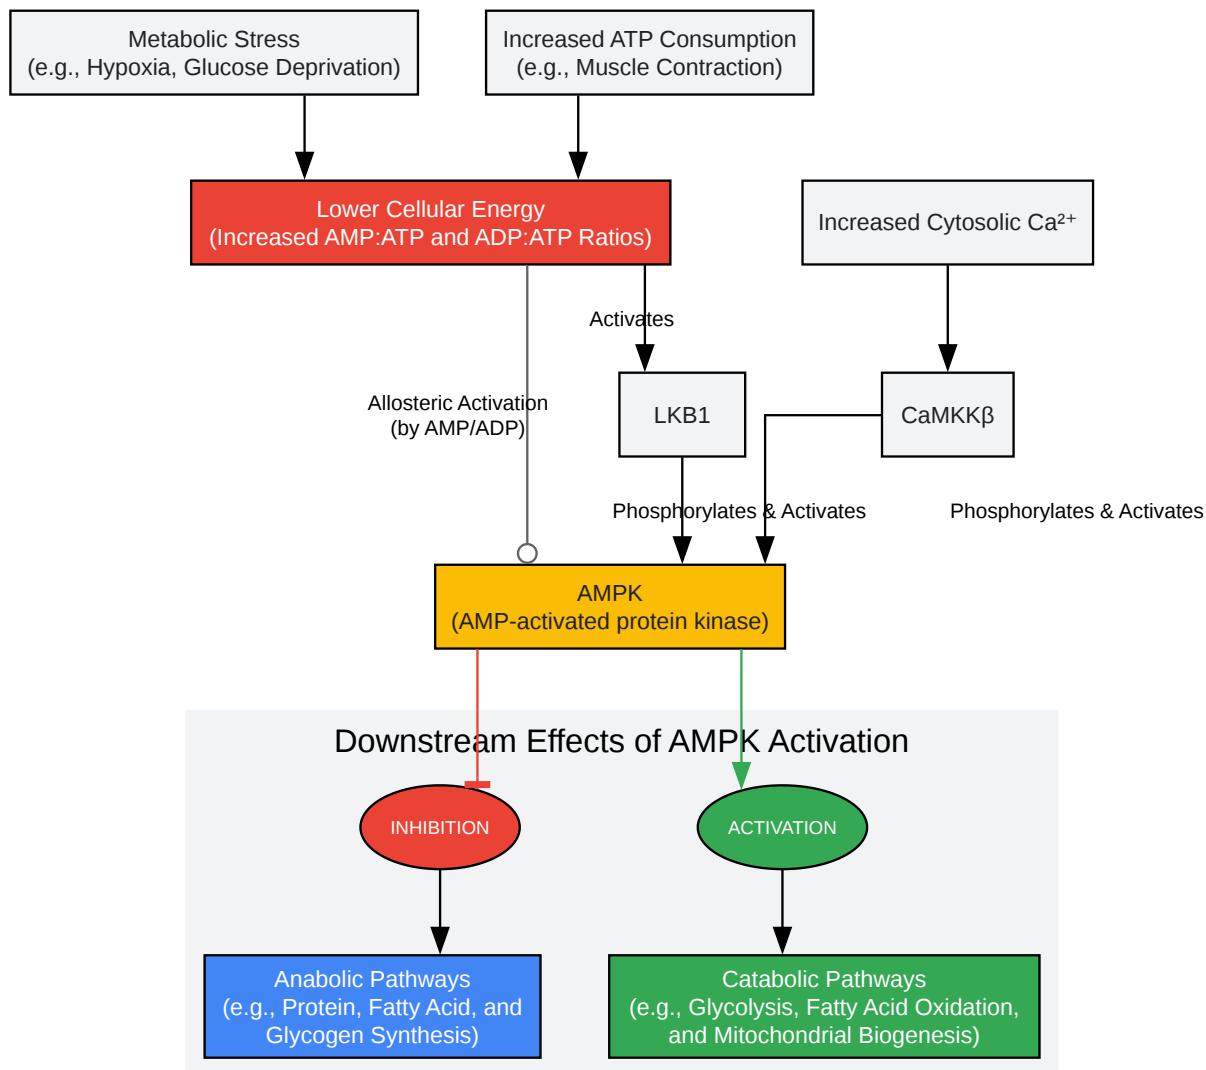 Metabolic Stress
(e.g., Hypoxia, Glucose Deprivation)
Increased ATP Consumption
(e.g., Muscle Contraction)
Lower Cellular Energy
(Increased AMP:ATP and ADP:ATP Ratios)
Increased Cytosolic Ca²⁺
Activates
Allosteric Activation
(by AMP/ADP)
LKB1
CaMKKβ
Phosphorylates & Activates
Phosphorylates & Activates
AMPK
(AMP-activated protein kinase)
Downstream Effects of AMPK Activation
INHIBITION
ACTIVATION
Anabolic Pathways
(e.g., Protein, Fatty Acid, and
Glycogen Synthesis)
Catabolic Pathways
(e.g., Glycolysis, Fatty Acid Oxidation,
and Mitochondrial Biogenesis)